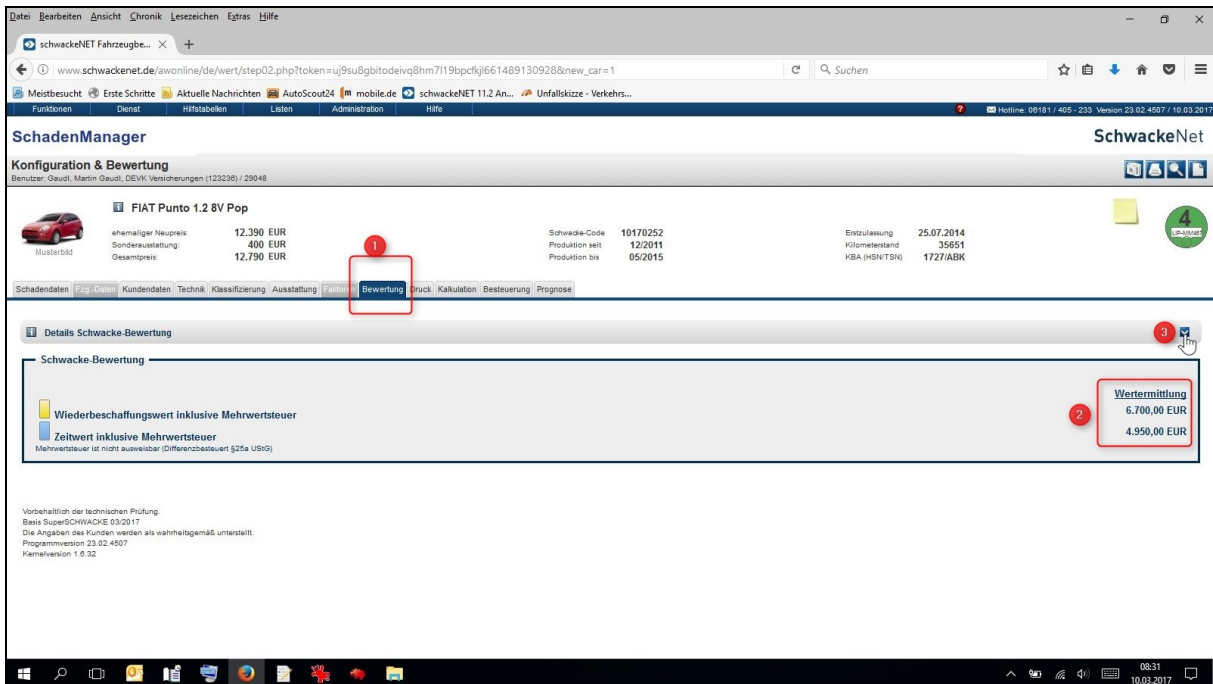 Datei Bearbeiten Ansicht Chronik Lesezeichen Extras Hilfe
schwackeNET Fahrzeugbe... × +
www.schwackenet.de/awonline/de/wert/step02.php?token=uj9su8gbitodeivq8hm7l19bpcfkjl661489130928&new_car=1
Suchen
Meistbesucht Erste Schritte Aktuelle Nachrichten AutoScout24 mobile.de schwackeNET 11.2 An... Unfallskizze - Verkehrs...
Funktionen Dienst Hilfstabellen Listen Administration Hilfe
Hotline: 06181 / 405 - 233 Version 23.02.4507 / 10.03.2017
SchadenManager
SchwackeNet
Konfiguration & Bewertung
Benutzer: Gaudl, Martin Gaudl, DEVK Versicherungen (123236) / 29048
FIAT Punto 1.2 8V Pop
Musterbild
ehemaliger Neupreis: 12.390 EUR
Sonderausstattung: 400 EUR
Gesamtpreis: 12.790 EUR
Schwacke-Code 10170252
Produktion seit 12/2011
Produktion bis 05/2015
Erstzulassung 25.07.2014
Kilometerstand 35651
KBA (HSN/TSN) 1727/ABK
4
1
Schadendaten Fzg.-Daten Kundendaten Technik Klassifizierung Ausstattung Faktoren Bewertung Druck Kalkulation Besteuerung Prognose
Details Schwacke-Bewertung
3
Schwacke-Bewertung
Wertermittlung
Wiederbeschaffungswert inklusive Mehrwertsteuer
6.700,00 EUR
2
Zeitwert inklusive Mehrwertsteuer
4.950,00 EUR
Mehrwertsteuer ist nicht ausweisbar (Differenzbesteuert §25a UStG)
Vorbehaltlich der technischen Prüfung.
Basis SuperSCHWACKE 03/2017
Die Angaben des Kunden werden als wahrheitsgemäß unterstellt.
Programmversion 23.02.4507
Kernelversion 1.6.32
08:31
10.03.2017